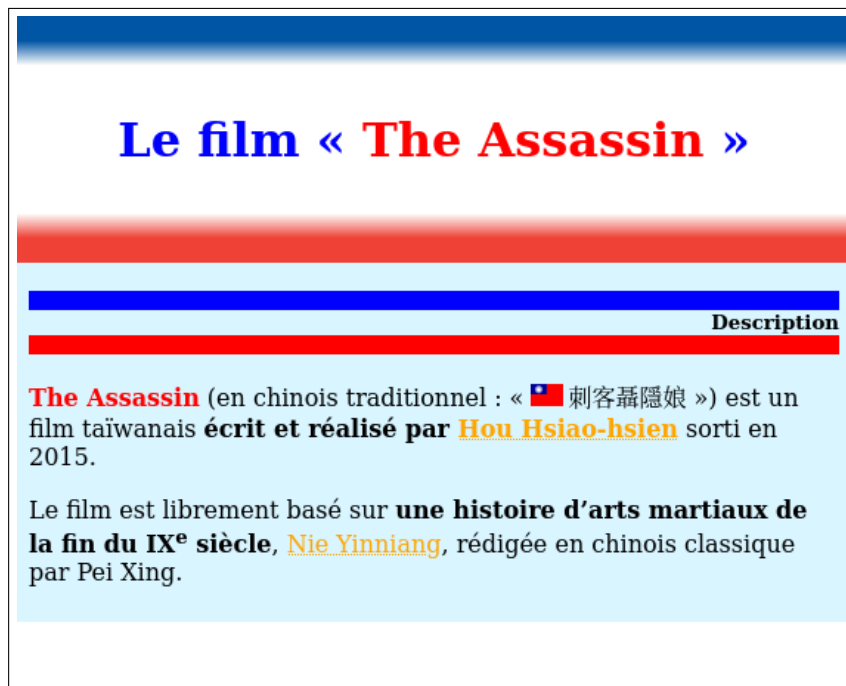 Le film « The Assassin »
Description
The Assassin (en chinois traditionnel : « 刺客聶隱娘 ») est un
film taïwanais écrit et réalisé par Hou Hsiao-hsien sorti en
2015.
Le film est librement basé sur une histoire d’arts martiaux de
la fin du IXe siècle, Nie Yinniang, rédigée en chinois classique
par Pei Xing.